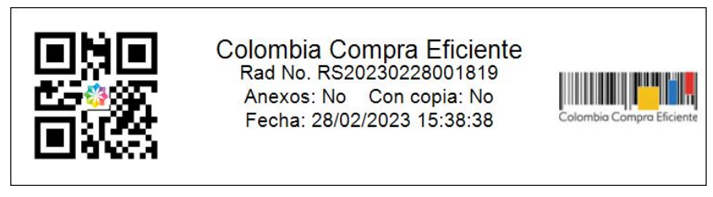 Colombia Compra Eficiente
Rad No. RS20230228001819
Anexos: No Con copia: No
Fecha: 28/02/2023 15:38:38
Colombia Compra Eficiente